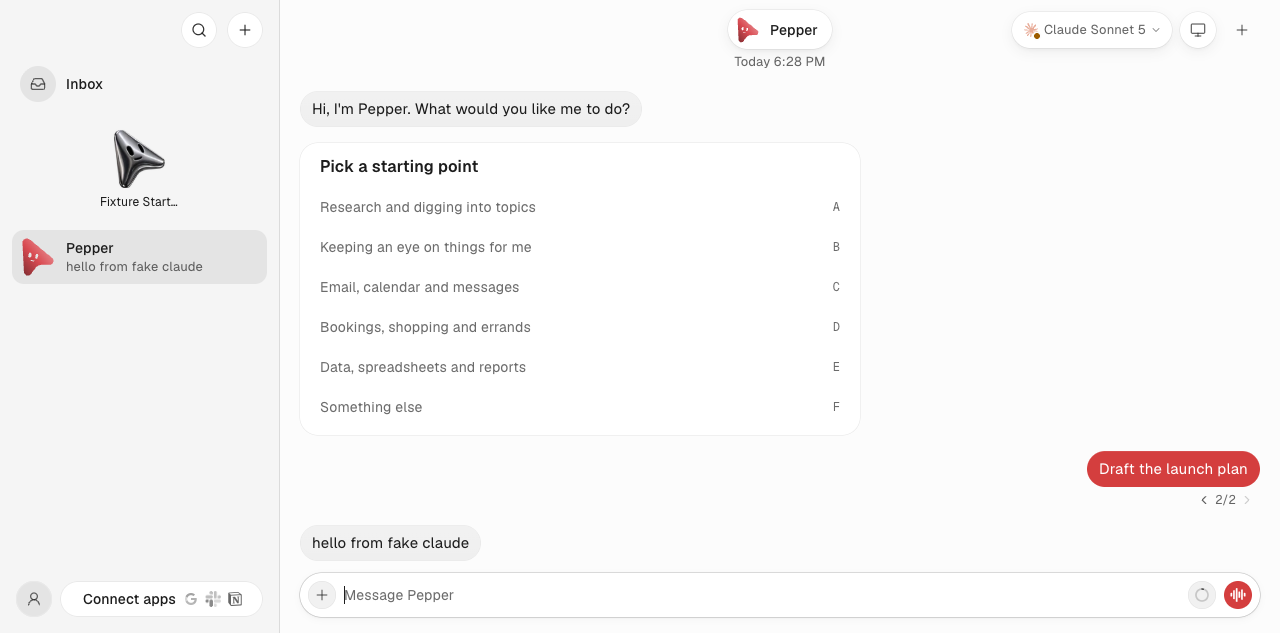 Inbox
Fixture Start...
Pepper
hello from fake claude
Connect apps
Pepper
Today 6:28 PM
Claude Sonnet 5
Hi, I'm Pepper. What would you like me to do?
Pick a starting point
Research and digging into topics A
Keeping an eye on things for me B
Email, calendar and messages C
Bookings, shopping and errands D
Data, spreadsheets and reports E
Something else F
Draft the launch plan
2/2
hello from fake claude
Message Pepper